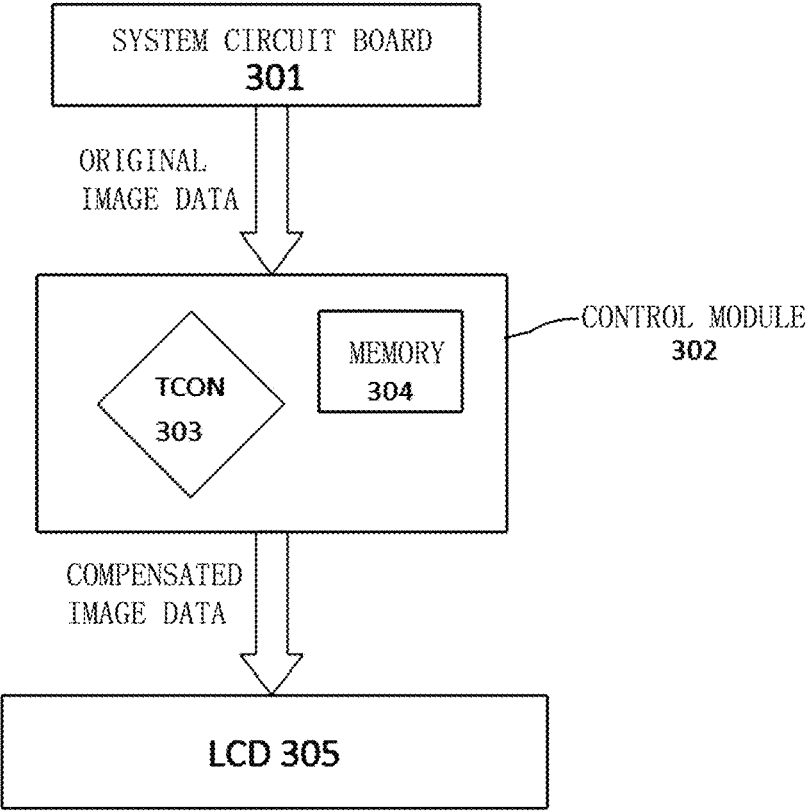 SYSTEM CIRCUIT BOARD
301
ORIGINAL
IMAGE DATA
CONTROL MODULE
302
TCON
303
MEMORY
304
COMPENSATED
IMAGE DATA
LCD 305